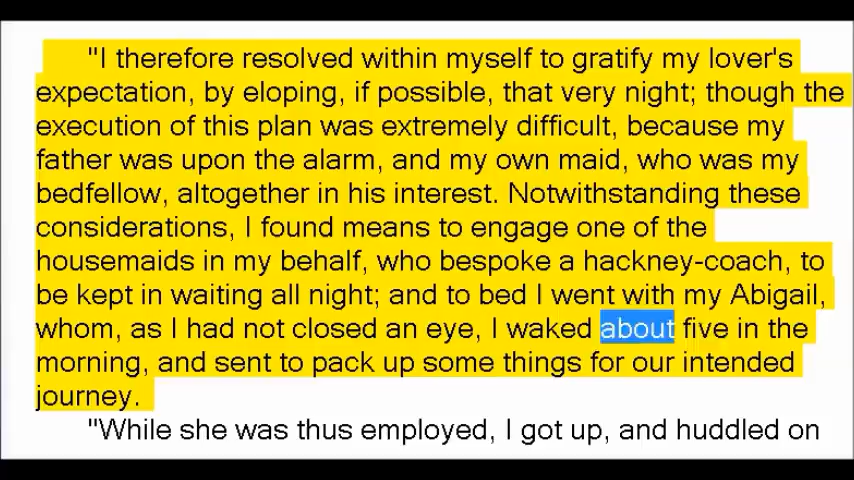 "I therefore resolved within myself to gratify my lover's
expectation, by eloping, if possible, that very night; though the
execution of this plan was extremely difficult, because my
father was upon the alarm, and my own maid, who was my
bedfellow, altogether in his interest. Notwithstanding these
considerations, I found means to engage one of the
housemaids in my behalf, who bespoke a hackney-coach, to
be kept in waiting all night; and to bed I went with my Abigail,
whom, as I had not closed an eye, I waked about five in the
morning, and sent to pack up some things for our intended
journey.
"While she was thus employed, I got up, and huddled on